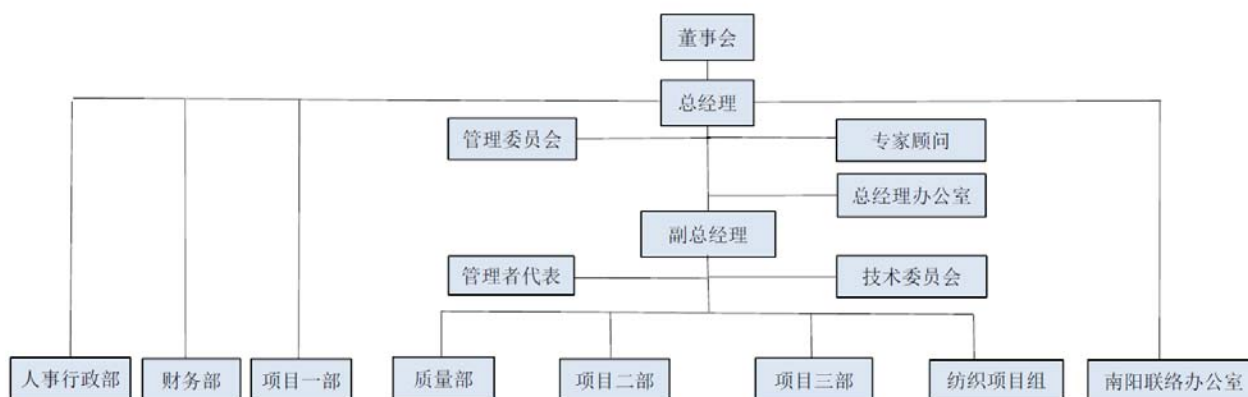 董事会
总经理
管理委员会
专家顾问
总经理办公室
副总经理
管理者代表
技术委员会
人事行政部
财务部
项目一部
质量部
项目二部
项目三部
纺织项目组
南阳联络办公室